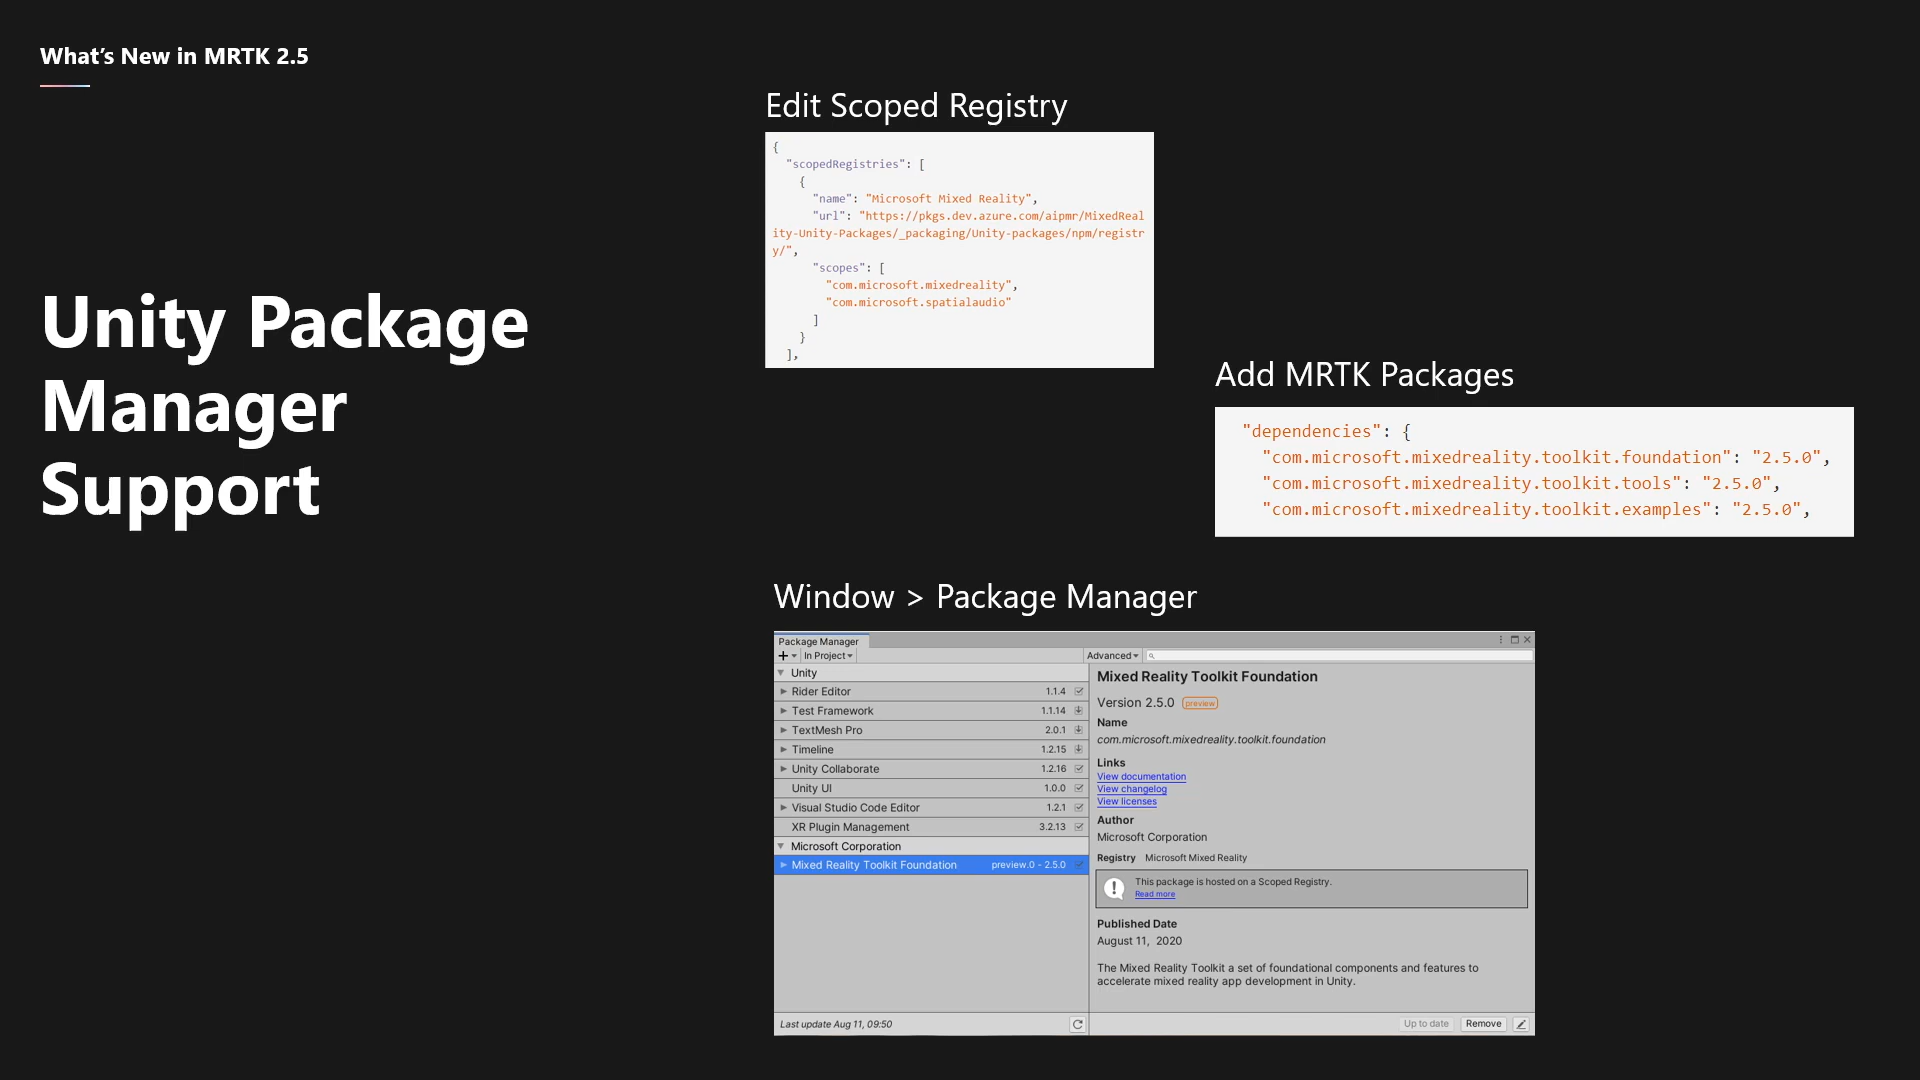 What's New in MRTK 2.5
Unity Package
Manager
Support
Edit Scoped Registry
{
"scopedRegistries": [
{
"name": "Microsoft Mixed Reality",
"url": "https://pkgs.dev.azure.com/aipmr/MixedReal
ity-Unity-Packages/_packaging/Unity-packages/npm/registr
y/",
"scopes": [
"com.microsoft.mixedreality",
"com.microsoft.spatialaudio"
]
}
],
Add MRTK Packages
"dependencies": {
"com.microsoft.mixedreality.toolkit.foundation": "2.5.0",
"com.microsoft.mixedreality.toolkit.tools": "2.5.0",
"com.microsoft.mixedreality.toolkit.examples": "2.5.0",
Window > Package Manager
Package Manager
In Project
Advanced
Unity
Rider Editor 1.1.4
Test Framework 1.1.14
TextMesh Pro 2.0.1
Timeline 1.2.15
Unity Collaborate 1.2.16
Unity UI 1.0.0
Visual Studio Code Editor 1.2.1
XR Plugin Management 3.2.13
Microsoft Corporation
Mixed Reality Toolkit Foundation preview.0 - 2.5.0
Last update Aug 11, 09:50
Mixed Reality Toolkit Foundation
Version 2.5.0 preview
Name
com.microsoft.mixedreality.toolkit.foundation
Links
View documentation
View changelog
View licenses
Author
Microsoft Corporation
Registry Microsoft Mixed Reality
This package is hosted on a Scoped Registry.
Read more
Published Date
August 11, 2020
The Mixed Reality Toolkit a set of foundational components and features to
accelerate mixed reality app development in Unity.
Up to date Remove